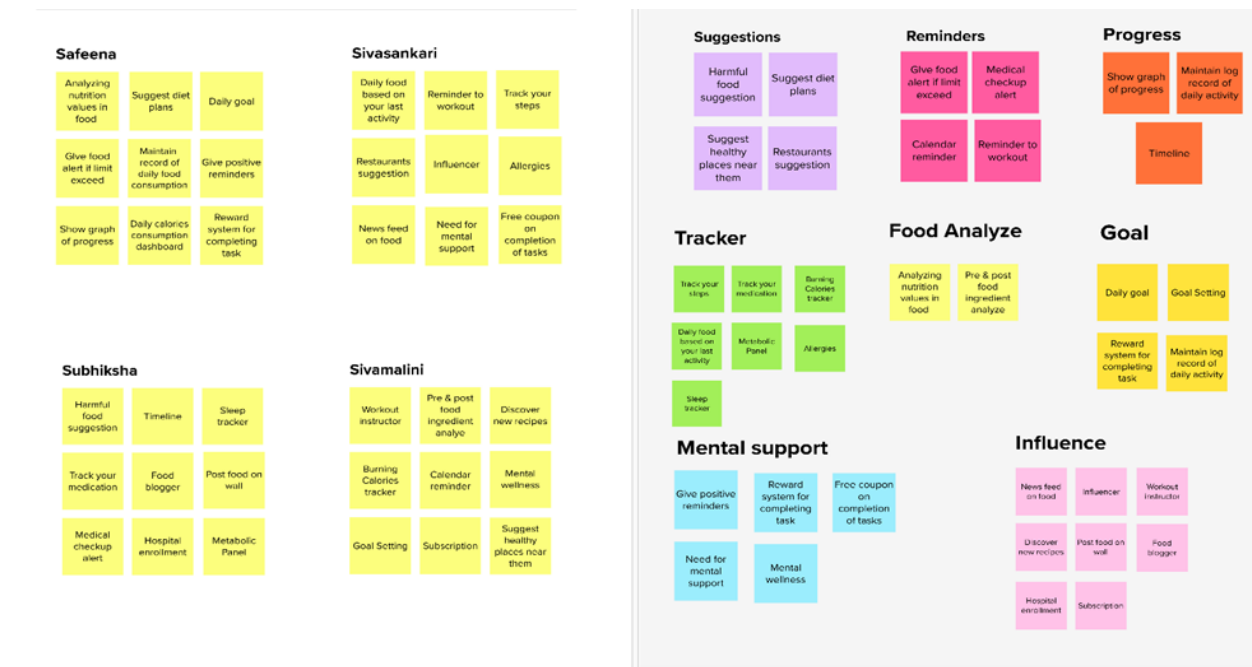 Safeena
Analyzing
nutrition
values in
food
Suggest diet
plans
Daily goal
GIve food
alert if limit
exceed
Maintain
record of
daily food
consumption
Give positive
reminders
Show graph
of progress
Daily calories
consumption
dashboard
Reward
system for
completing
task
Sivasankari
Daily food
based on
your last
activity
Reminder to
workout
Track your
steps
Restaurants
suggestion
Influencer
Allergies
News feed
on food
Need for
mental
support
Free coupon
on
completion
of tasks
Subhiksha
Harmful
food
suggestion
Timeline
Sleep
tracker
Track your
medication
Food
blogger
Post food on
wall
Medical
checkup
alert
Hospital
enrollment
Metabolic
Panel
Sivamalini
Workout
instructor
Pre & post
food
ingredient
analye
Discover
new recipes
Burning
Calories
tracker
Calendar
reminder
Mental
wellness
Goal Setting
Subscription
Suggest
healthy
places near
them
Suggestions
Harmful
food
suggestion
Suggest diet
plans
Suggest
healthy
places near
them
Restaurants
suggestion
Reminders
GIve food
alert if limit
exceed
Medical
checkup
alert
Calendar
reminder
Reminder to
workout
Progress
Show graph
of progress
Maintain log
record of
daily activity
Timeline
Tracker
Track your
steps
Track your
medication
Burning
Calories
tracker
Daily food
based on
your last
activity
Metabolic
Panel
Allergies
Sleep
tracker
Food Analyze
Analyzing
nutrition
values in
food
Pre & post
food
ingredient
analyze
Goal
Daily goal
Goal Setting
Reward
system for
completing
task
Maintain log
record of
daily activity
Mental support
Give positive
reminders
Reward
system for
completing
task
Free coupon
on
completion
of tasks
Need for
mental
support
Mental
wellness
Influence
News feed
on food
Influencer
Workout
instructor
Discover
new recipes
Post food on
wall
Food
blogger
Hospital
enrollment
Subscription